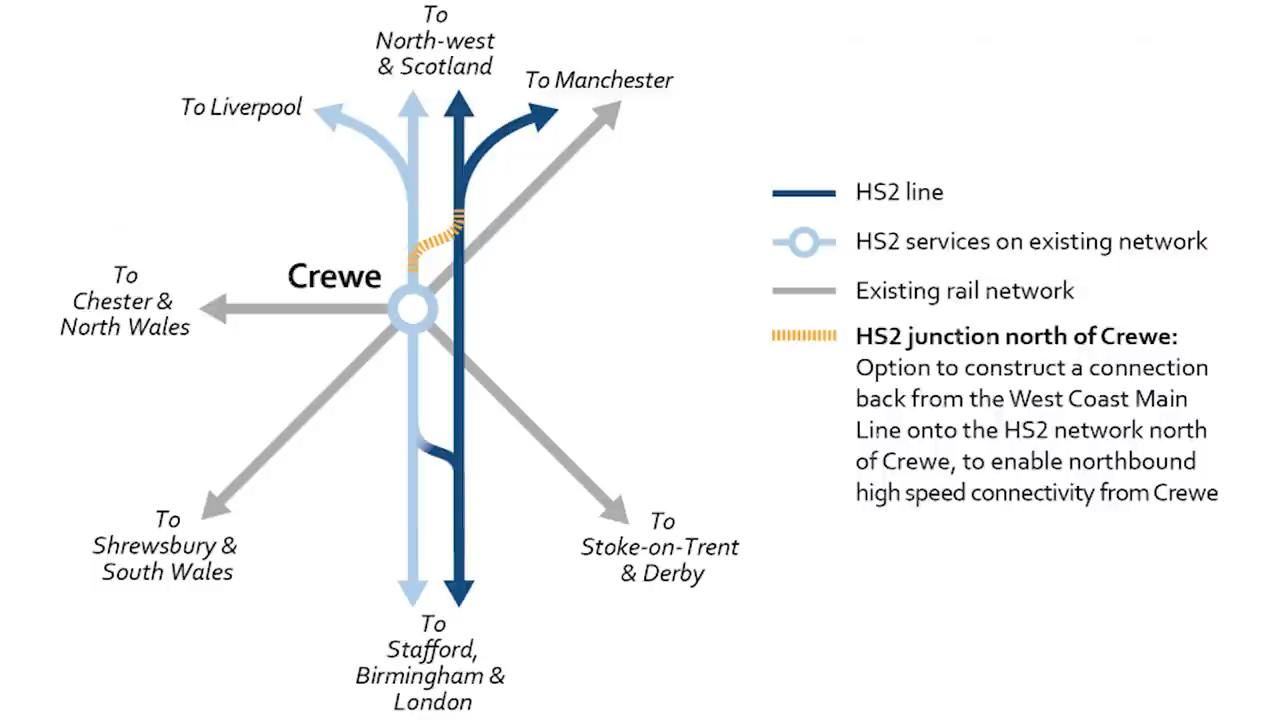 To
North-west
& Scotland
To Manchester
To Liverpool
Crewe
To
Chester &
North Wales
To
Shrewsbury &
South Wales
To
Stoke-on-Trent
& Derby
To
Stafford,
Birmingham &
London
HS2 line
HS2 services on existing network
Existing rail network
HS2 junction north of Crewe:
Option to construct a connection
back from the West Coast Main
Line onto the HS2 network north
of Crewe, to enable northbound
high speed connectivity from Crewe